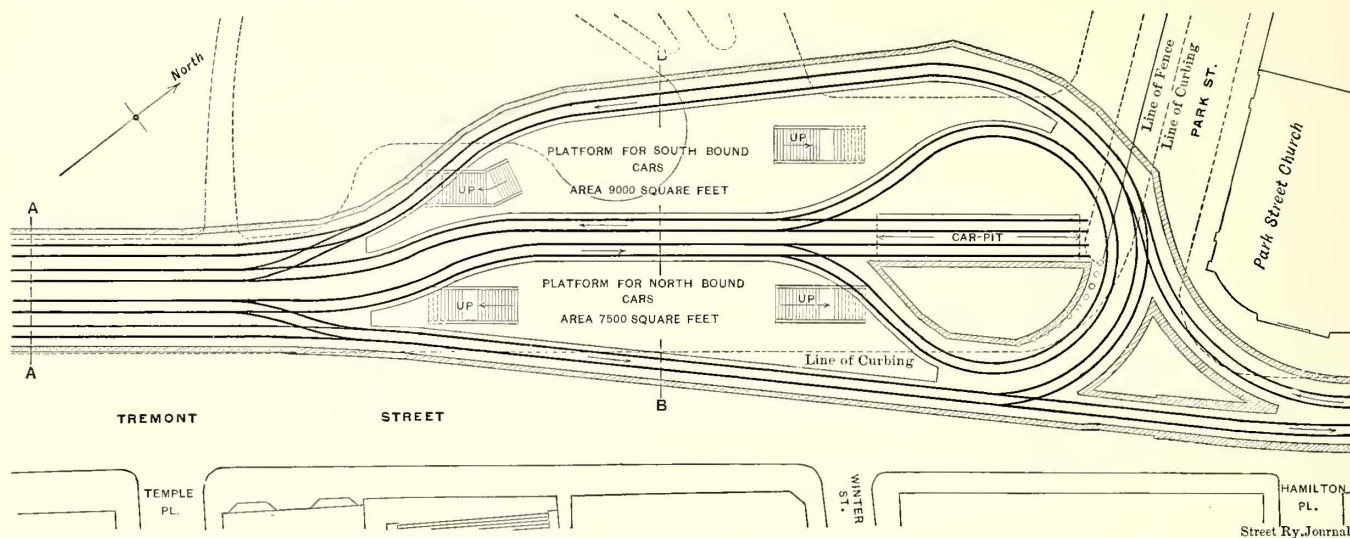 North
B
PLATFORM FOR SOUTH BOUND
CARS
AREA 9000 SQUARE FEET
UP
UP
Line of Fence
Line of Curbing
PARK ST.
Park Street Church
A
CAR-PIT
PLATFORM FOR NORTH BOUND
CARS
AREA 7500 SQUARE FEET
UP
UP
Line of Curbing
A
B
TREMONT STREET
TEMPLE
PL.
WINTER
ST.
HAMILTON
PL.
Street Ry.Journal